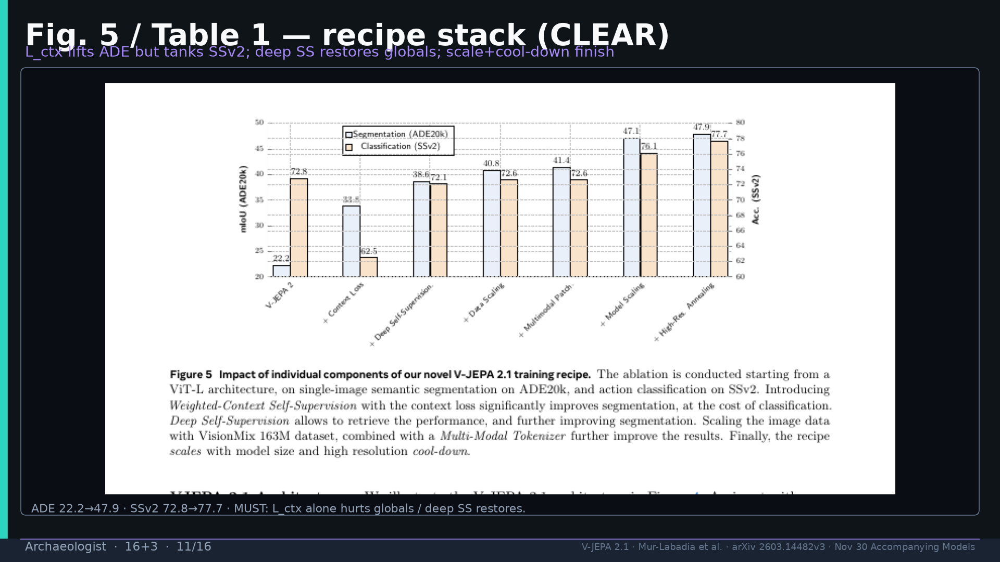 Fig. 5 / Table 1 — recipe stack (CLEAR)
L_ctx lifts ADE but tanks SSv2; deep SS restores globals; scale+cool-down finish
50
45
40
35
30
25
20
mIoU (ADE20k)
Segmentation (ADE20k)
Classification (SSv2)
22.2
72.8
33.8
62.5
38.6
72.1
40.8
72.6
41.4
72.6
47.1
76.1
47.9
77.7
80
78
76
74
72
70
68
66
64
62
60
Acc. (SSv2)
V-JEPA 2
+ Context Loss
+ Deep Self-Supervision.
+ Data Scaling
+ Multimodal Patch.
+ Model Scaling
+ High-Res. Annealing
Figure 5 Impact of individual components of our novel V-JEPA 2.1 training recipe. The ablation is conducted starting from a
ViT-L architecture, on single-image semantic segmentation on ADE20k, and action classification on SSv2. Introducing
Weighted-Context Self-Supervision with the context loss significantly improves segmentation, at the cost of classification.
Deep Self-Supervision allows to retrieve the performance, and further improving segmentation. Scaling the image data
with VisionMix 163M dataset, combined with a Multi-Modal Tokenizer further improve the results. Finally, the recipe
scales with model size and high resolution cool-down.
ADE 22.2→47.9 · SSv2 72.8→77.7 · MUST: L_ctx alone hurts globals / deep SS restores.
Archaeologist · 16+3 · 11/16
V-JEPA 2.1 · Mur-Labadia et al. · arXiv 2603.14482v3 · Nov 30 Accompanying Models